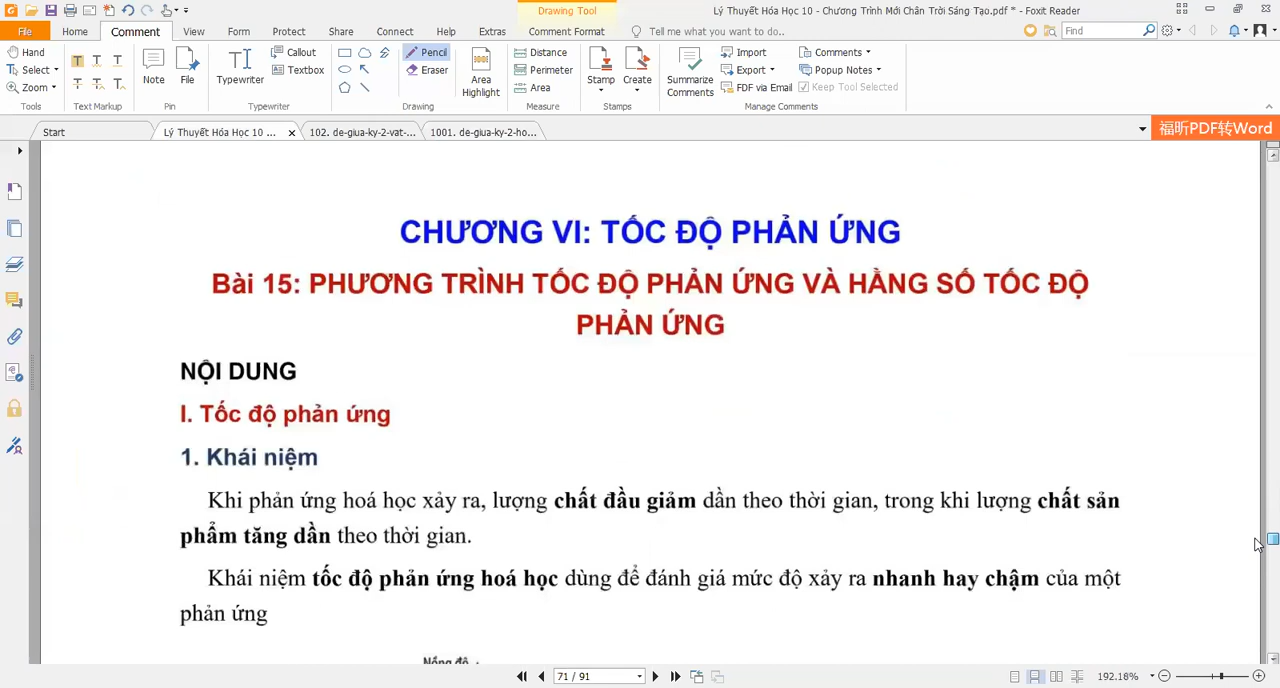 Drawing Tool
Lý Thuyết Hóa Học 10 - Chương Trình Mới Chân Trời Sáng Tạo.pdf * - Foxit Reader
File Home Comment View Form Protect Share Connect Help Extras Comment Format Tell me what you want to do.. Find
Hand
Select
Zoom
Tools
Text Markup
Note
File
Pin
Typewriter
Callout
Textbox
Typewriter
Pencil
Eraser
Area
Highlight
Drawing
Distance
Perimeter
Area
Measure
Stamp
Create
Stamps
Summarize
Comments
Import
Export
FDF via Email
Comments
Popup Notes
Keep Tool Selected
Manage Comments
Start
Lý Thuyết Hóa Học 10 ...
102. de-giua-ky-2-vat-...
1001. de-giua-ky-2-ho...
福昕PDF转Word
CHƯƠNG VI: TỐC ĐỘ PHẢN ỨNG
Bài 15: PHƯƠNG TRÌNH TỐC ĐỘ PHẢN ỨNG VÀ HẰNG SỐ TỐC ĐỘ
PHẢN ỨNG
NỘI DUNG
I. Tốc độ phản ứng
1. Khái niệm
Khi phản ứng hoá học xảy ra, lượng chất đầu giảm dần theo thời gian, trong khi lượng chất sản
phẩm tăng dần theo thời gian.
Khái niệm tốc độ phản ứng hoá học dùng để đánh giá mức độ xảy ra nhanh hay chậm của một
phản ứng
Nồng độ
71 / 91
192.18%